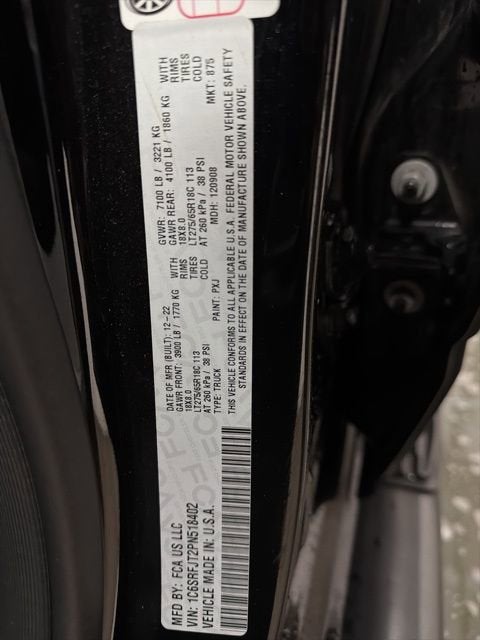 MFD BY: FCA US LLC
DATE OF MFR (BUILT): 12-22
GVWR: 7100 LB / 3221 KG
GAWR FRONT: 3900 LB / 1770 KG WITH
GAWR REAR: 4100 LB / 1860 KG WITH
18X8.0 RIMS
18X8.0 RIMS
LT275/65R18C 113 TIRES
LT275/65R18C 113 TIRES
AT 260 kPa / 38 PSI COLD
AT 260 kPa / 38 PSI COLD
TYPE: TRUCK PAINT: PXJ MDH: 120908 MKT: 875
THIS VEHICLE CONFORMS TO ALL APPLICABLE U.S.A. FEDERAL MOTOR VEHICLE SAFETY
STANDARDS IN EFFECT ON THE DATE OF MANUFACTURE SHOWN ABOVE.
VIN: 1C6SRFJT2PN518402
VEHICLE MADE IN: U.S.A.